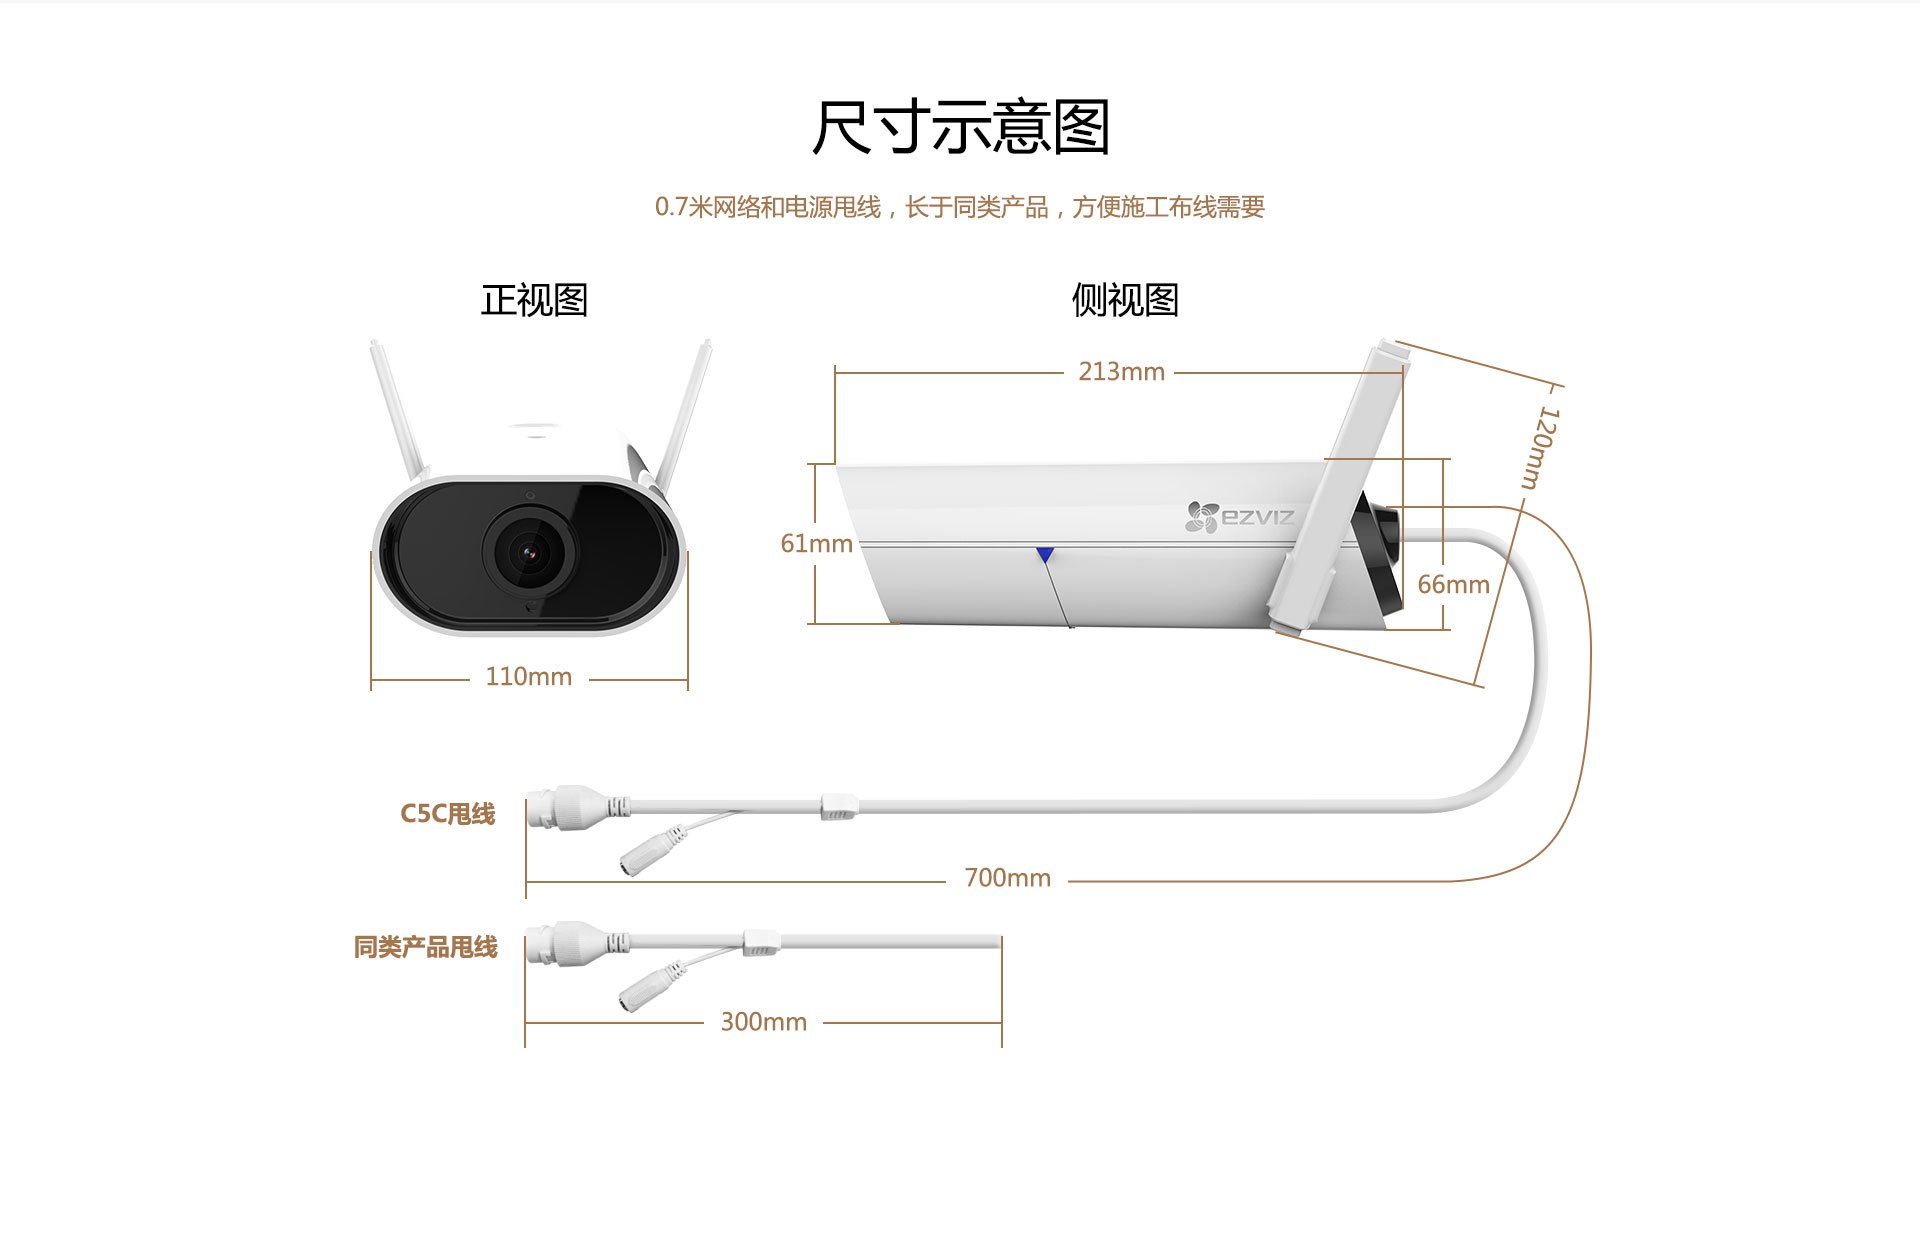 尺寸示意图
0.7米网络和电源甩线，长于同类产品，方便施工布线需要
正视图
侧视图
213mm
120mm
ezviz
61mm
66mm
110mm
C5C甩线
700mm
同类产品甩线
300mm